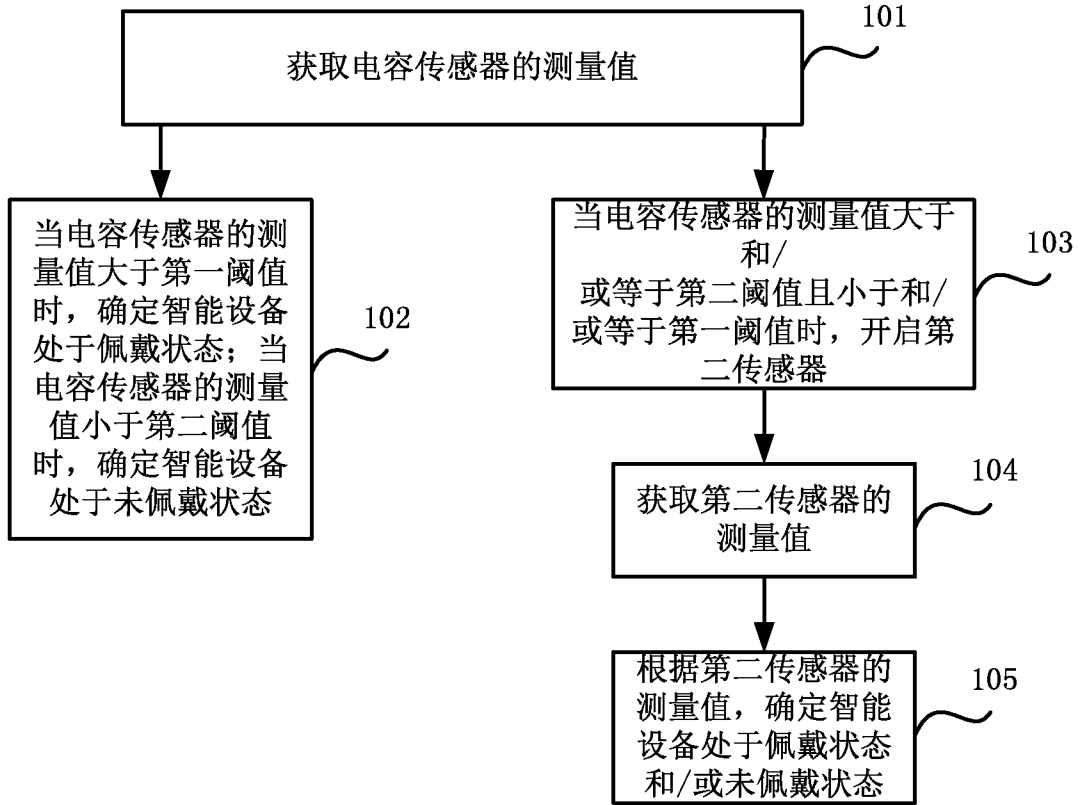 101
获取电容传感器的测量值
当电容传感器的测
量值大于第一阈值
时，确定智能设备
处于佩戴状态；当
电容传感器的测量
值小于第二阈值
时，确定智能设备
处于未佩戴状态
102
当电容传感器的测量值大于
和/
或等于第二阈值且小于和/
或等于第一阈值时，开启第
二传感器
103
获取第二传感器的
测量值
104
根据第二传感器的
测量值，确定智能
设备处于佩戴状态
和/或未佩戴状态
105